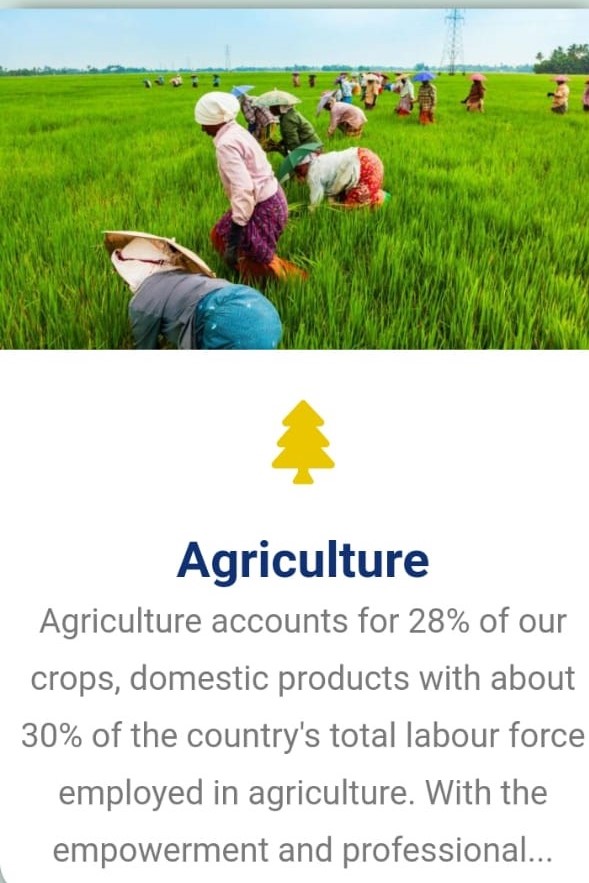 Agriculture
Agriculture accounts for 28% of our
crops, domestic products with about
30% of the country's total labour force
employed in agriculture. With the
empowerment and professional...